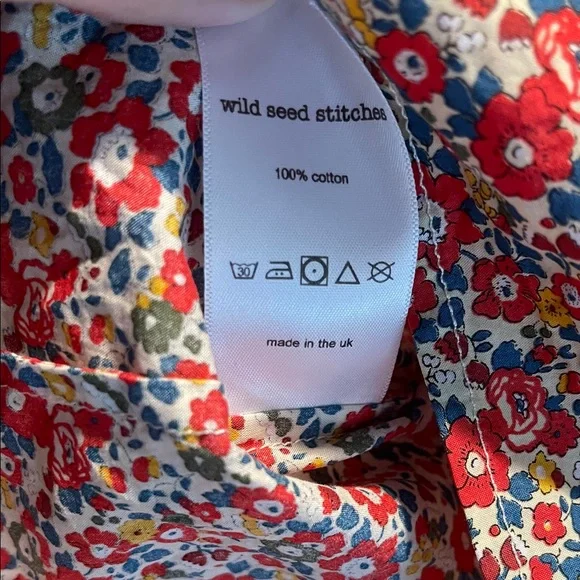 wild seed stitches
100% cotton
30
made in the uk